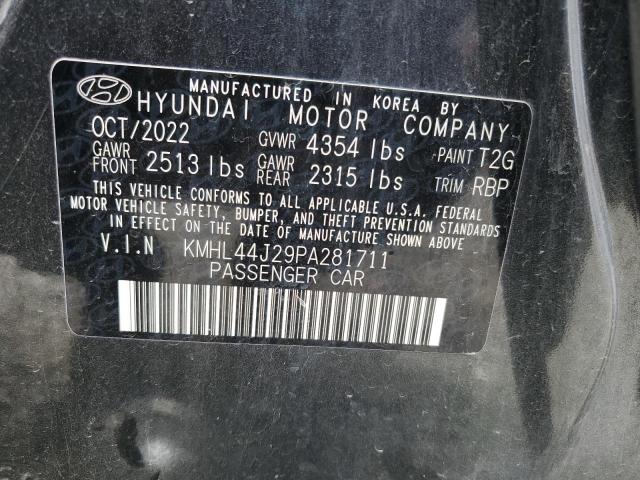 MANUFACTURED IN KOREA BY
HYUNDAI MOTOR COMPANY
OCT/2022 GVWR 4354 lbs PAINT T2G
GAWR FRONT 2513 lbs GAWR REAR 2315 lbs TRIM RBP
THIS VEHICLE CONFORMS TO ALL APPLICABLE U.S.A. FEDERAL
MOTOR VEHICLE SAFETY, BUMPER, AND THEFT PREVENTION STANDARDS
IN EFFECT ON THE DATE OF MANUFACTURE SHOWN ABOVE
V.I.N KMHL44J29PA281711
PASSENGER CAR